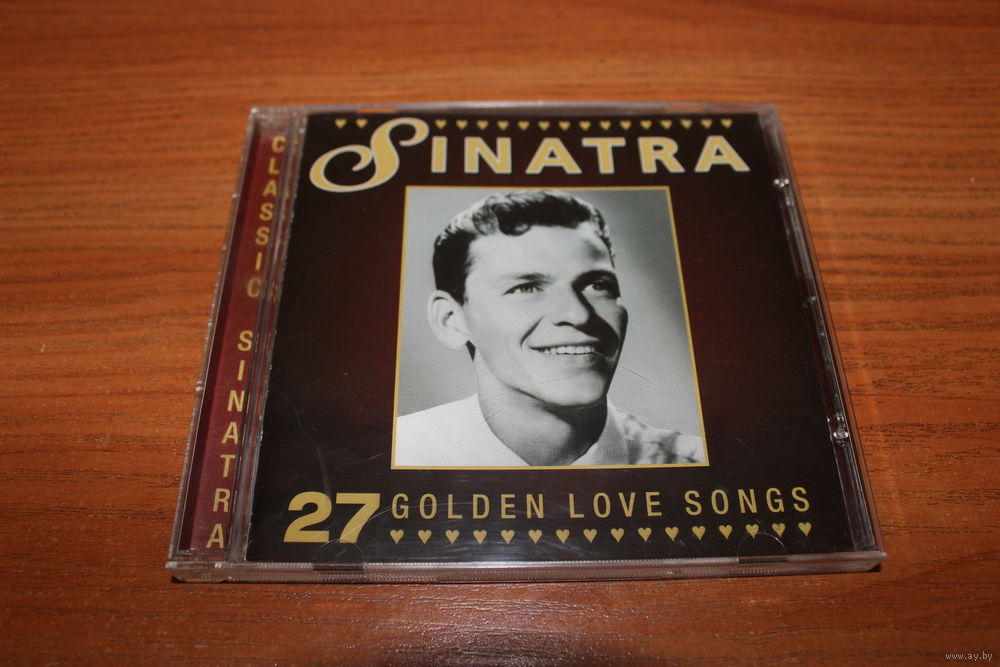 SINATRA
CLASSIC SINATRA
27 GOLDEN LOVE SONGS
www.ay.by